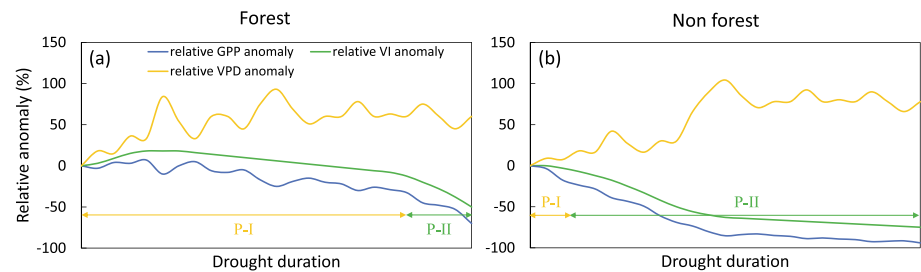 Forest
Non forest
Relative anomaly (%)
150
100
50
0
-50
-100
(a)
relative GPP anomaly
relative VI anomaly
relative VPD anomaly
P-I
P-II
Drought duration
150
100
50
0
-50
-100
(b)
P-I
P-II
Drought duration